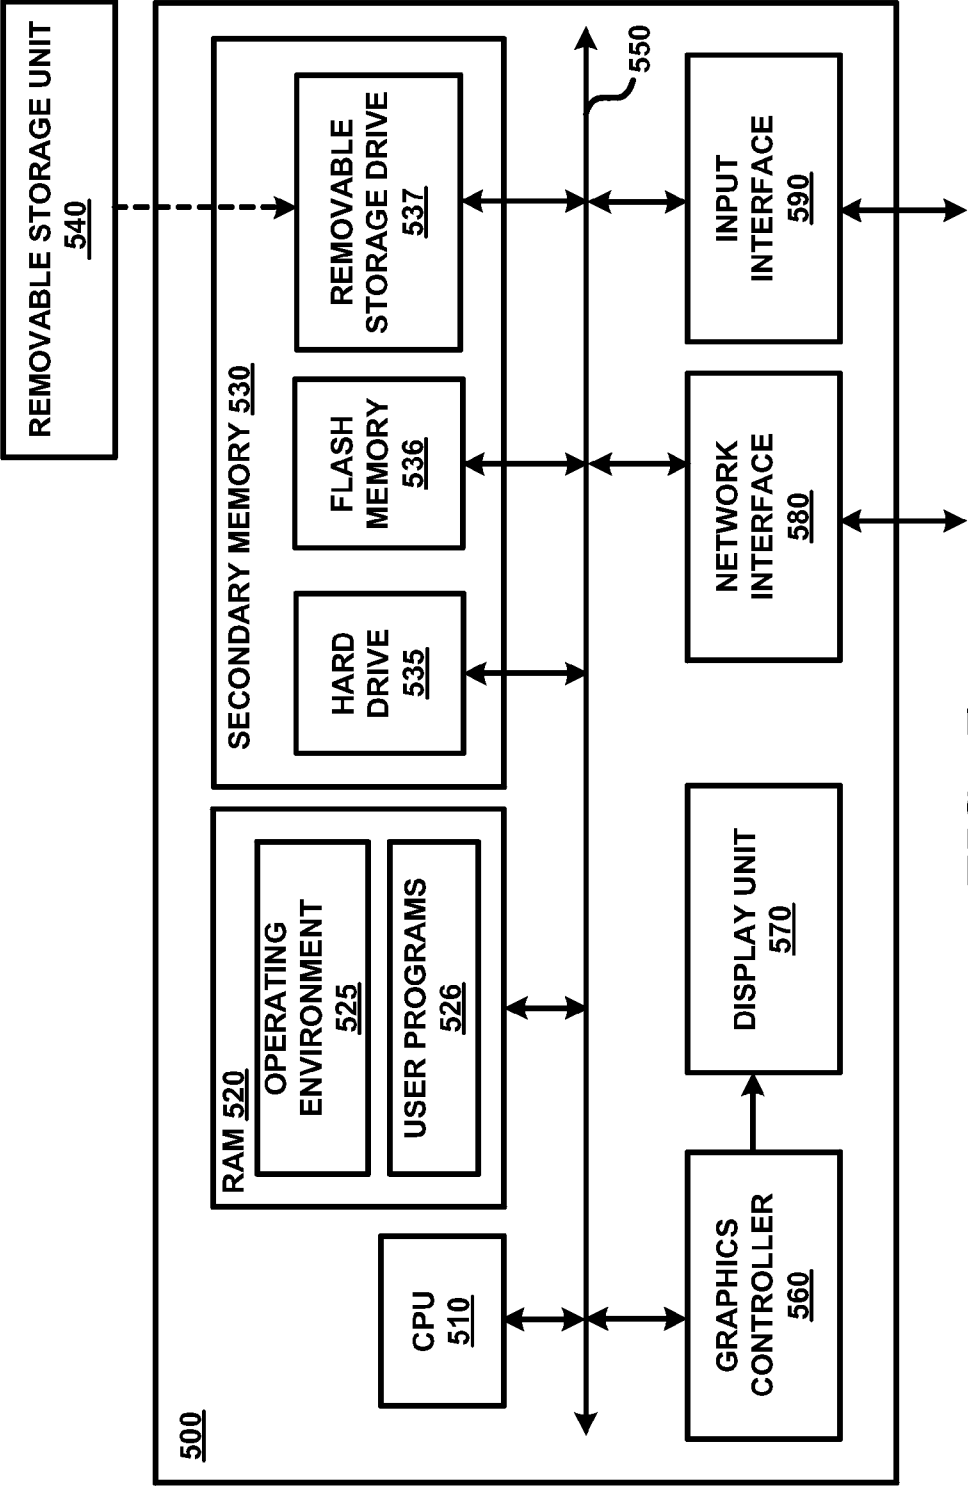 500
CPU
510
RAM 520
OPERATING
ENVIRONMENT
525
USER PROGRAMS
526
SECONDARY MEMORY 530
HARD
DRIVE
535
FLASH
MEMORY
536
REMOVABLE
STORAGE DRIVE
537
REMOVABLE STORAGE UNIT
540
550
GRAPHICS
CONTROLLER
560
DISPLAY UNIT
570
NETWORK
INTERFACE
580
INPUT
INTERFACE
590